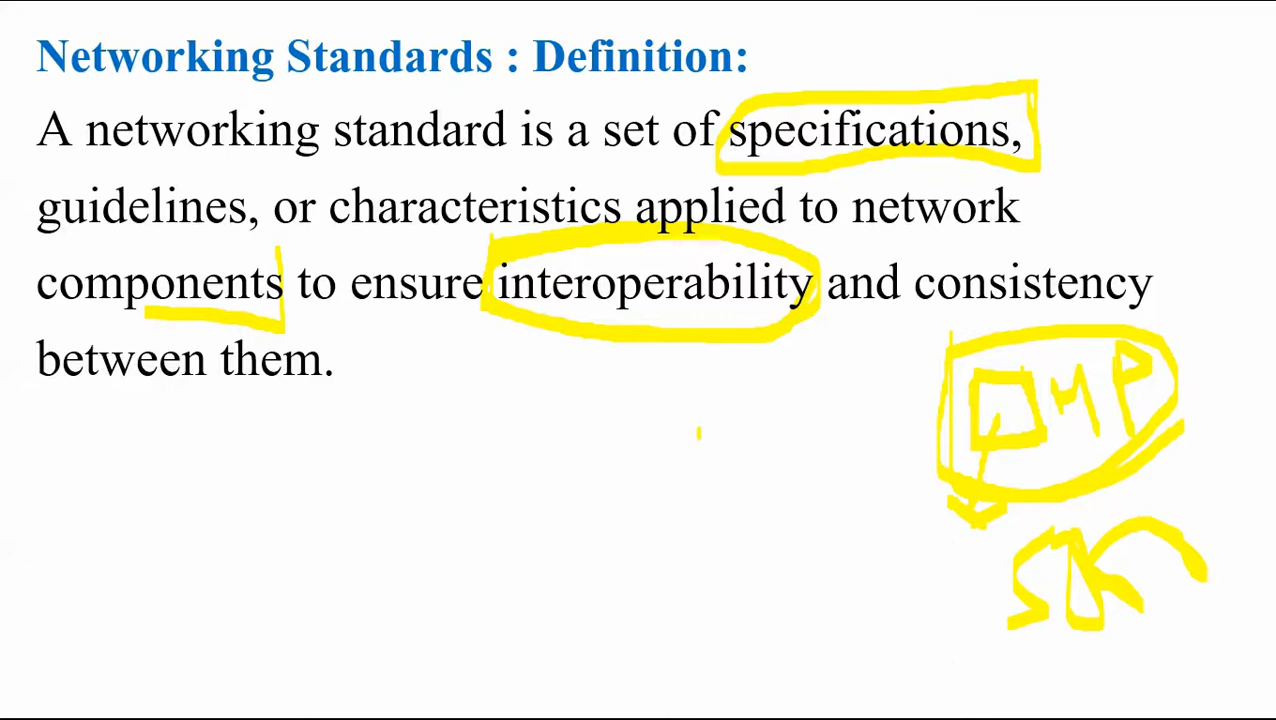 Networking Standards : Definition:
A networking standard is a set of specifications,
guidelines, or characteristics applied to network
components to ensure interoperability and consistency
between them.
MP